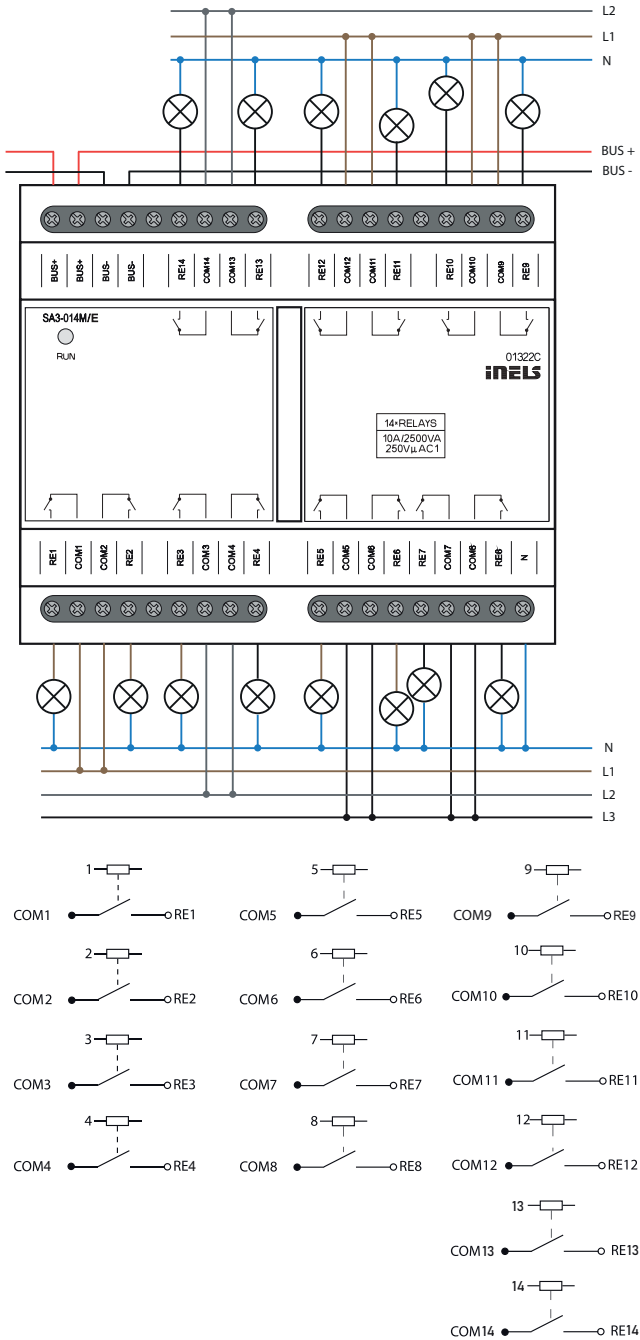 L2
L1
N
BUS +
BUS -
BUS+ BUS+ BUS- BUS- RE14 COM14 COM13 RE13 RE12 COM12 COM11 RE11 RE10 COM10 COM9 RE9
SA3-014M/E
RUN
01322C
iNELS
14×RELAYS
10A/2500VA
250VµAC1
RE1 COM1 COM2 RE2 RE3 COM3 COM4 RE4 RE5 COM5 COM6 RE6 RE7 COM7 COM8 RE8 N
N
L1
L2
L3
1 5 9
COM1 RE1 COM5 RE5 COM9 RE9
2 6 10
COM2 RE2 COM6 RE6 COM10 RE10
3 7 11
COM3 RE3 COM7 RE7 COM11 RE11
4 8 12
COM4 RE4 COM8 RE8 COM12 RE12
13
COM13 RE13
14
COM14 RE14